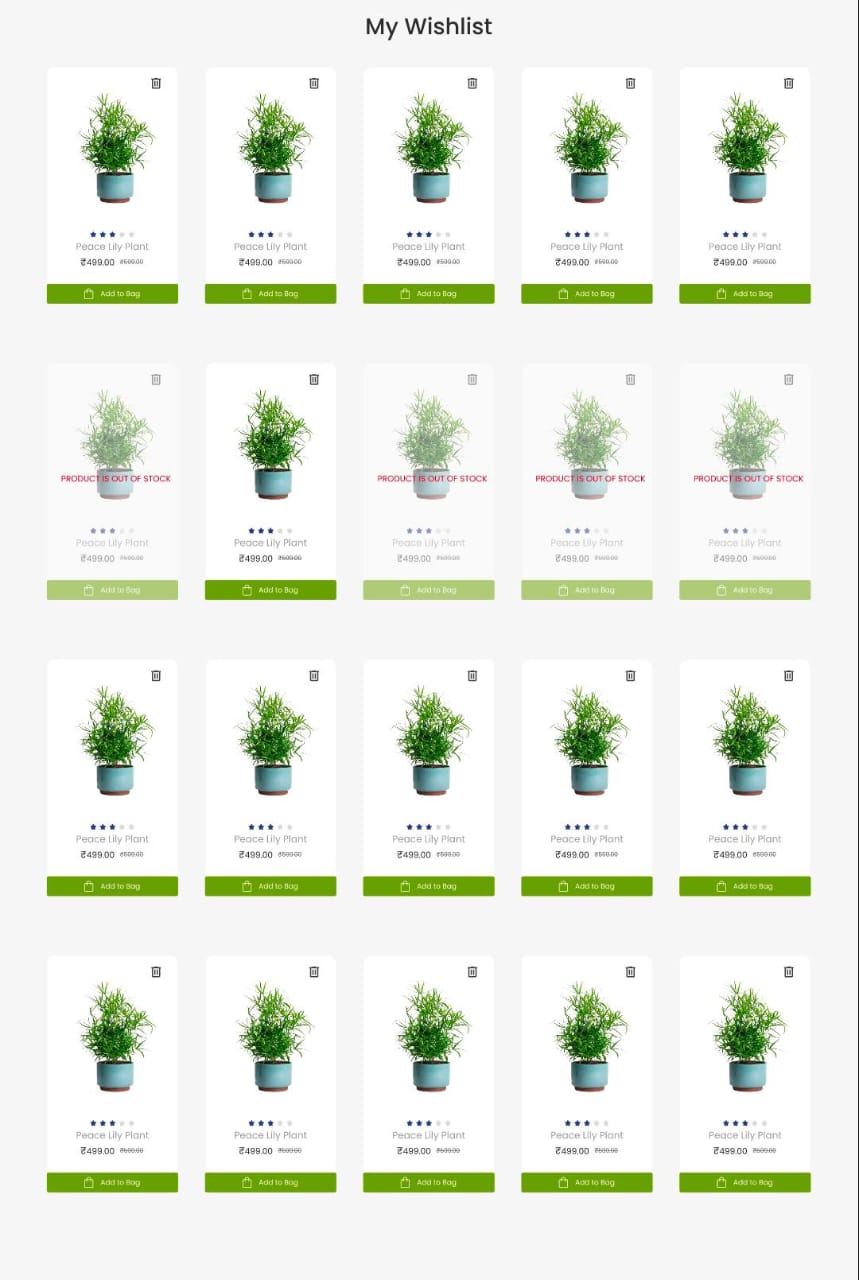 My Wishlist
Peace Lily Plant Peace Lily Plant Peace Lily Plant Peace Lily Plant Peace Lily Plant
₹499.00 ₹599.00 ₹499.00 ₹599.00 ₹499.00 ₹599.00 ₹499.00 ₹599.00 ₹499.00 ₹599.00
Add to Bag Add to Bag Add to Bag Add to Bag Add to Bag
PRODUCT IS OUT OF STOCK PRODUCT IS OUT OF STOCK PRODUCT IS OUT OF STOCK PRODUCT IS OUT OF STOCK
Peace Lily Plant Peace Lily Plant Peace Lily Plant Peace Lily Plant Peace Lily Plant
₹499.00 ₹599.00 ₹499.00 ₹599.00 ₹499.00 ₹599.00 ₹499.00 ₹599.00 ₹499.00 ₹599.00
Add to Bag Add to Bag Add to Bag Add to Bag Add to Bag
Peace Lily Plant Peace Lily Plant Peace Lily Plant Peace Lily Plant Peace Lily Plant
₹499.00 ₹599.00 ₹499.00 ₹599.00 ₹499.00 ₹599.00 ₹499.00 ₹599.00 ₹499.00 ₹599.00
Add to Bag Add to Bag Add to Bag Add to Bag Add to Bag
Peace Lily Plant Peace Lily Plant Peace Lily Plant Peace Lily Plant Peace Lily Plant
₹499.00 ₹599.00 ₹499.00 ₹599.00 ₹499.00 ₹599.00 ₹499.00 ₹599.00 ₹499.00 ₹599.00
Add to Bag Add to Bag Add to Bag Add to Bag Add to Bag